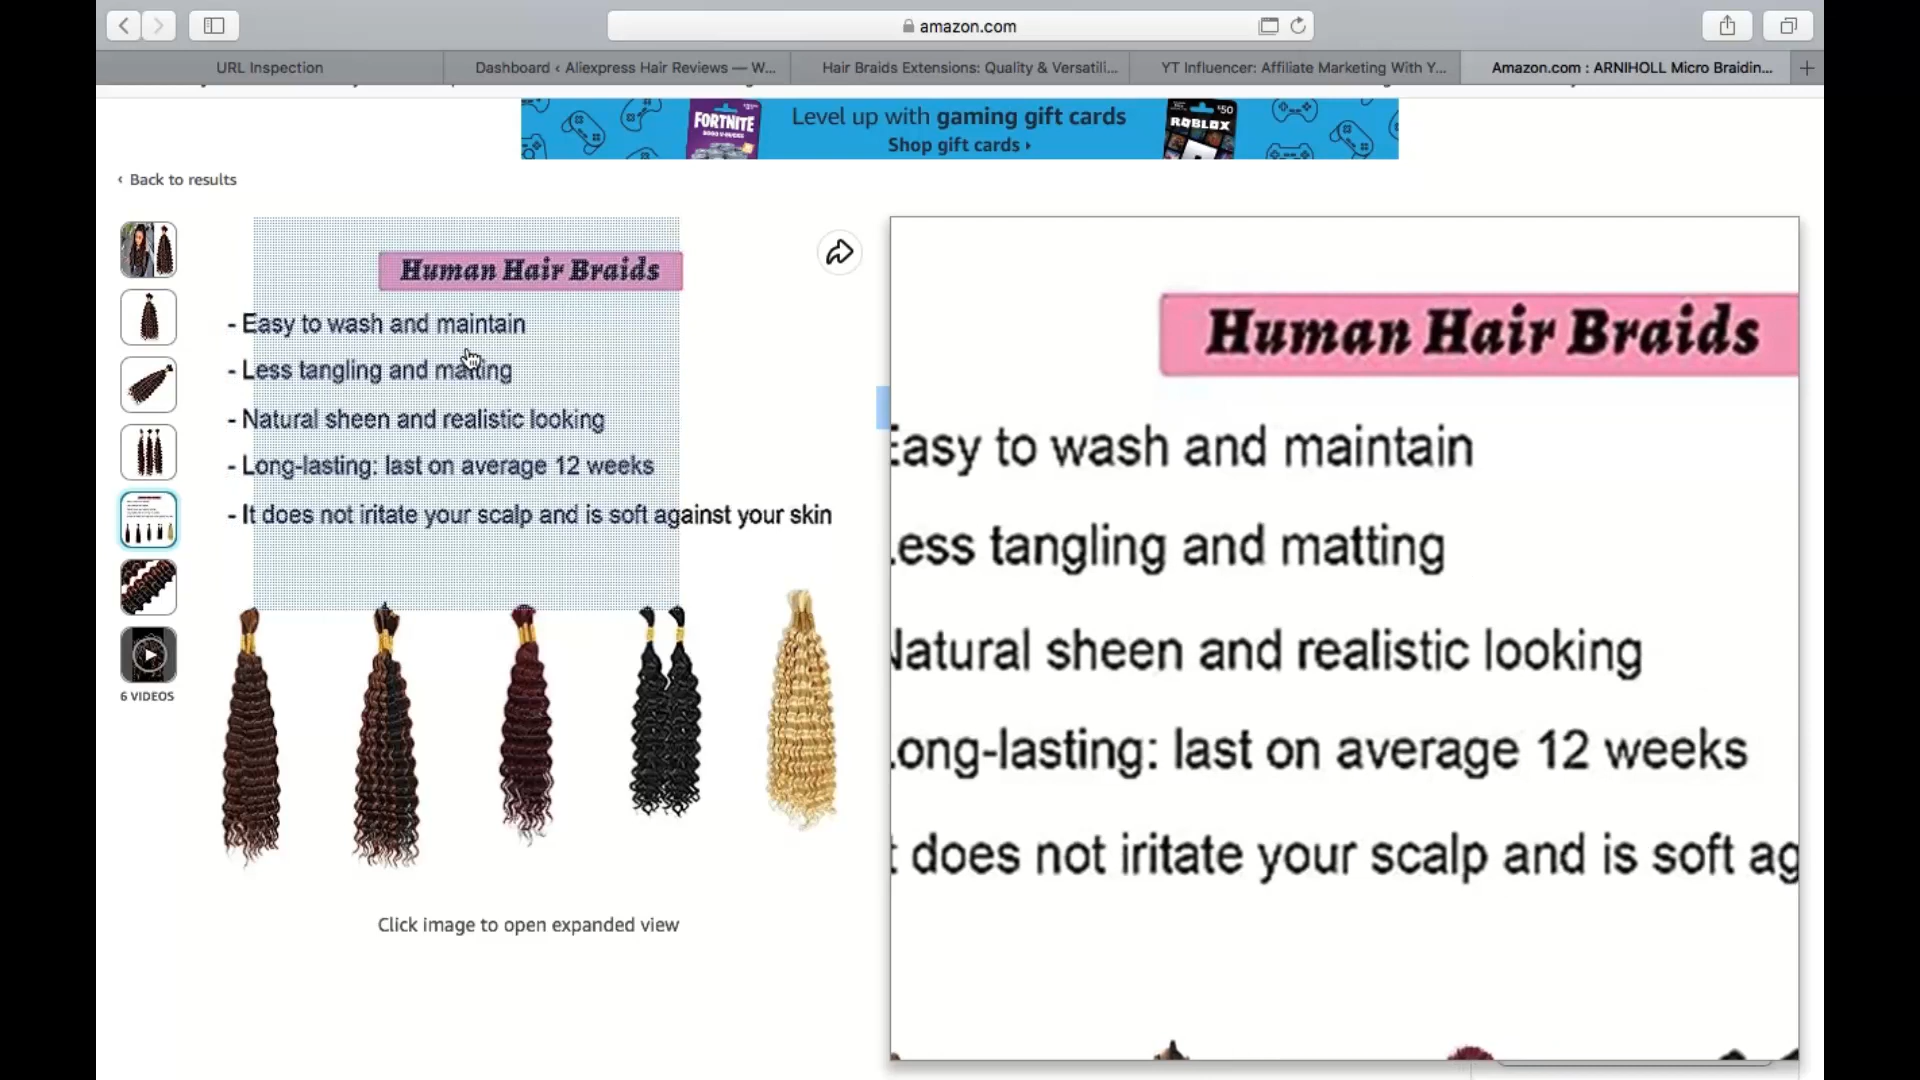 amazon.com
URL Inspection
Dashboard ‹ Aliexpress Hair Reviews — W...
Hair Braids Extensions: Quality & Versatili...
YT Influencer: Affiliate Marketing With Y...
Amazon.com : ARNIHOLL Micro Braidin...
FORTNITE
Level up with gaming gift cards
Shop gift cards ›
$50
ROBLOX
‹ Back to results
Human Hair Braids
- Easy to wash and maintain
- Less tangling and matting
- Natural sheen and realistic looking
- Long-lasting: last on average 12 weeks
- It does not iritate your scalp and is soft against your skin
6 VIDEOS
Click image to open expanded view
Human Hair Braids
Easy to wash and maintain
Less tangling and matting
Natural sheen and realistic looking
Long-lasting: last on average 12 weeks
t does not iritate your scalp and is soft ag